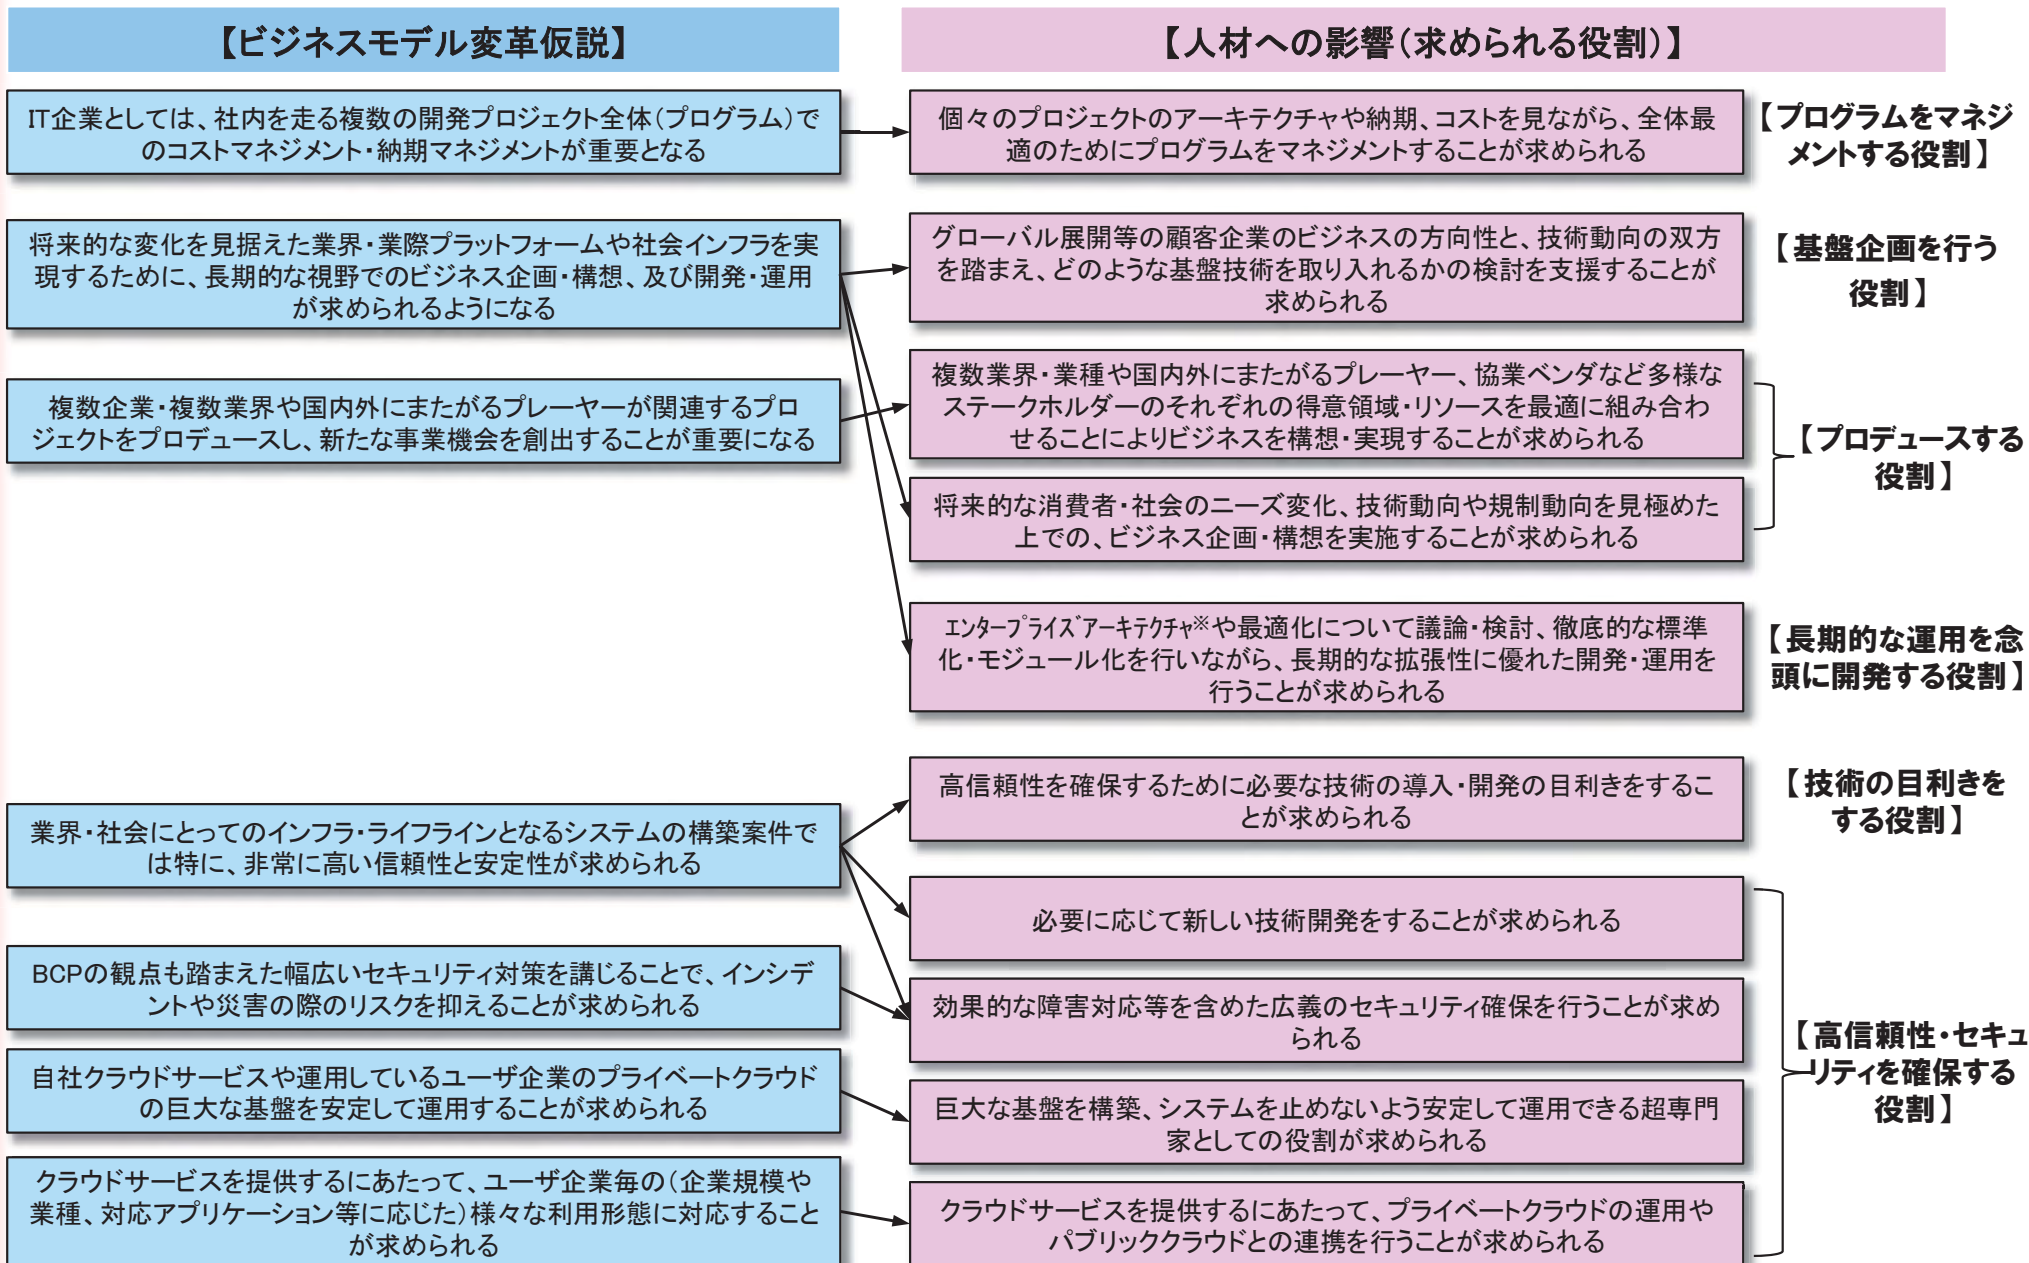 【ビジネスモデル変革仮説】
【人材への影響(求められる役割)】
IT企業としては、社内を走る複数の開発プロジェクト全体(プログラム)で
のコストマネジメント・納期マネジメントが重要となる
個々のプロジェクトのアーキテクチャや納期、コストを見ながら、全体最
適のためにプログラムをマネジメントすることが求められる
【プログラムをマネジ
メントする役割】
将来的な変化を見据えた業界・業際プラットフォームや社会インフラを実
現するために、長期的な視野でのビジネス企画・構想、及び開発・運用
が求められるようになる
グローバル展開等の顧客企業のビジネスの方向性と、技術動向の双方
を踏まえ、どのような基盤技術を取り入れるかの検討を支援することが
求められる
【基盤企画を行う
役割】
複数企業・複数業界や国内外にまたがるプレーヤーが関連するプロ
ジェクトをプロデュースし、新たな事業機会を創出することが重要になる
複数業界・業種や国内外にまたがるプレーヤー、協業ベンダなど多様な
ステークホルダーのそれぞれの得意領域・リソースを最適に組み合わ
せることによりビジネスを構想・実現することが求められる
将来的な消費者・社会のニーズ変化、技術動向や規制動向を見極めた
上での、ビジネス企画・構想を実施することが求められる
【プロデュースする
役割】
エンタープライズアーキテクチャ※や最適化について議論・検討、徹底的な標準
化・モジュール化を行いながら、長期的な拡張性に優れた開発・運用を
行うことが求められる
【長期的な運用を念
頭に開発する役割】
業界・社会にとってのインフラ・ライフラインとなるシステムの構築案件で
は特に、非常に高い信頼性と安定性が求められる
高信頼性を確保するために必要な技術の導入・開発の目利きをするこ
とが求められる
【技術の目利きを
する役割】
必要に応じて新しい技術開発をすることが求められる
BCPの観点も踏まえた幅広いセキュリティ対策を講じることで、インシデ
ントや災害の際のリスクを抑えることが求められる
効果的な障害対応等を含めた広義のセキュリティ確保を行うことが求め
られる
自社クラウドサービスや運用しているユーザ企業のプライベートクラウド
の巨大な基盤を安定して運用することが求められる
巨大な基盤を構築、システムを止めないよう安定して運用できる超専門
家としての役割が求められる
【高信頼性・セキュ
リティを確保する
役割】
クラウドサービスを提供するにあたって、ユーザ企業毎の(企業規模や
業種、対応アプリケーション等に応じた)様々な利用形態に対応すること
が求められる
クラウドサービスを提供するにあたって、プライベートクラウドの運用や
パブリッククラウドとの連携を行うことが求められる